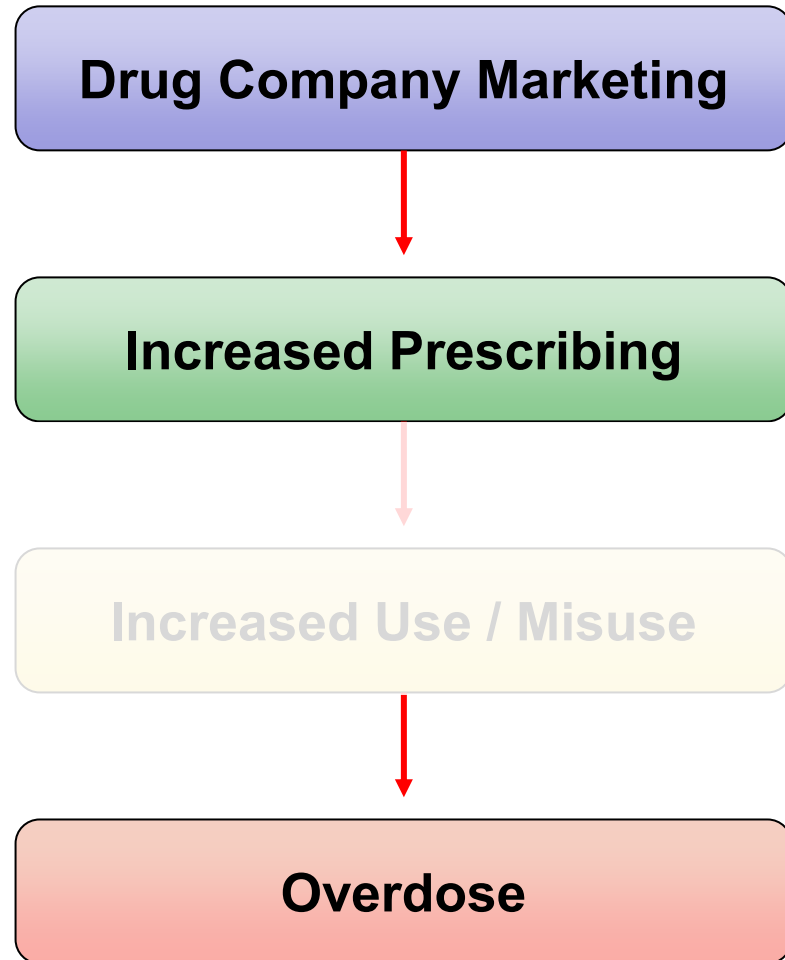 Drug Company Marketing
Increased Prescribing
Increased Use / Misuse
Overdose